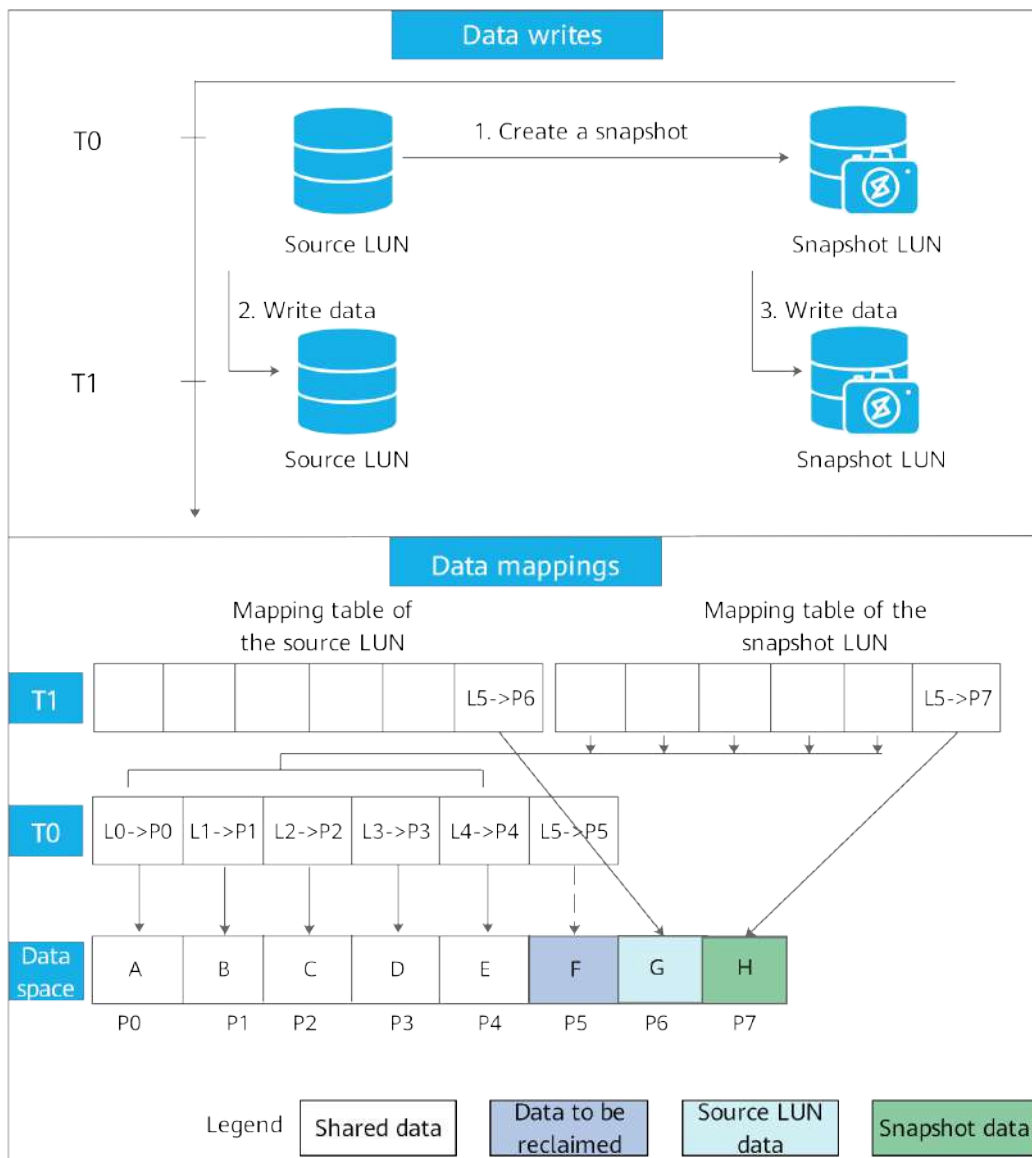 Data writes
T0
1. Create a snapshot
Source LUN
Snapshot LUN
2. Write data
3. Write data
T1
Source LUN
Snapshot LUN
Data mappings
Mapping table of
the source LUN
Mapping table of the
snapshot LUN
T1
L5->P6
L5->P7
T0
L0->P0
L1->P1
L2->P2
L3->P3
L4->P4
L5->P5
Data
space
A
B
C
D
E
F
G
H
P0
P1
P2
P3
P4
P5
P6
P7
Legend
Shared data
Data to be
reclaimed
Source LUN
data
Snapshot data